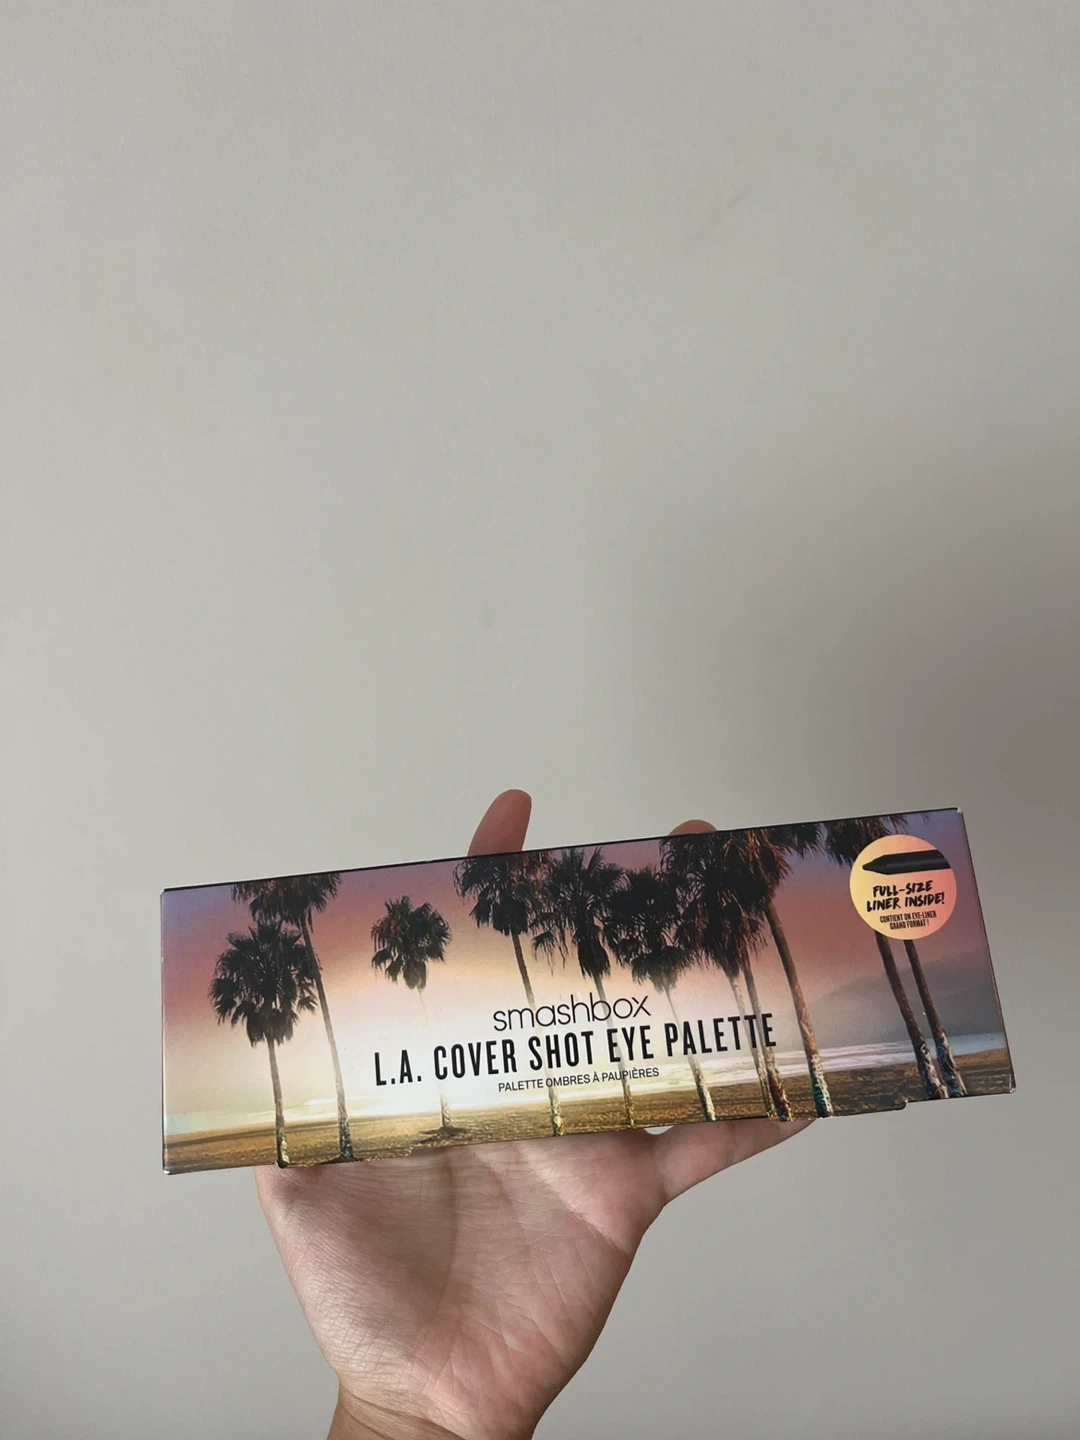 FULL-SIZE
LINER INSIDE!
CONTIENT UN EYE-LINER
GRAND FORMAT !
smashbox
L.A. COVER SHOT EYE PALETTE
PALETTE OMBRES À PAUPIÈRES